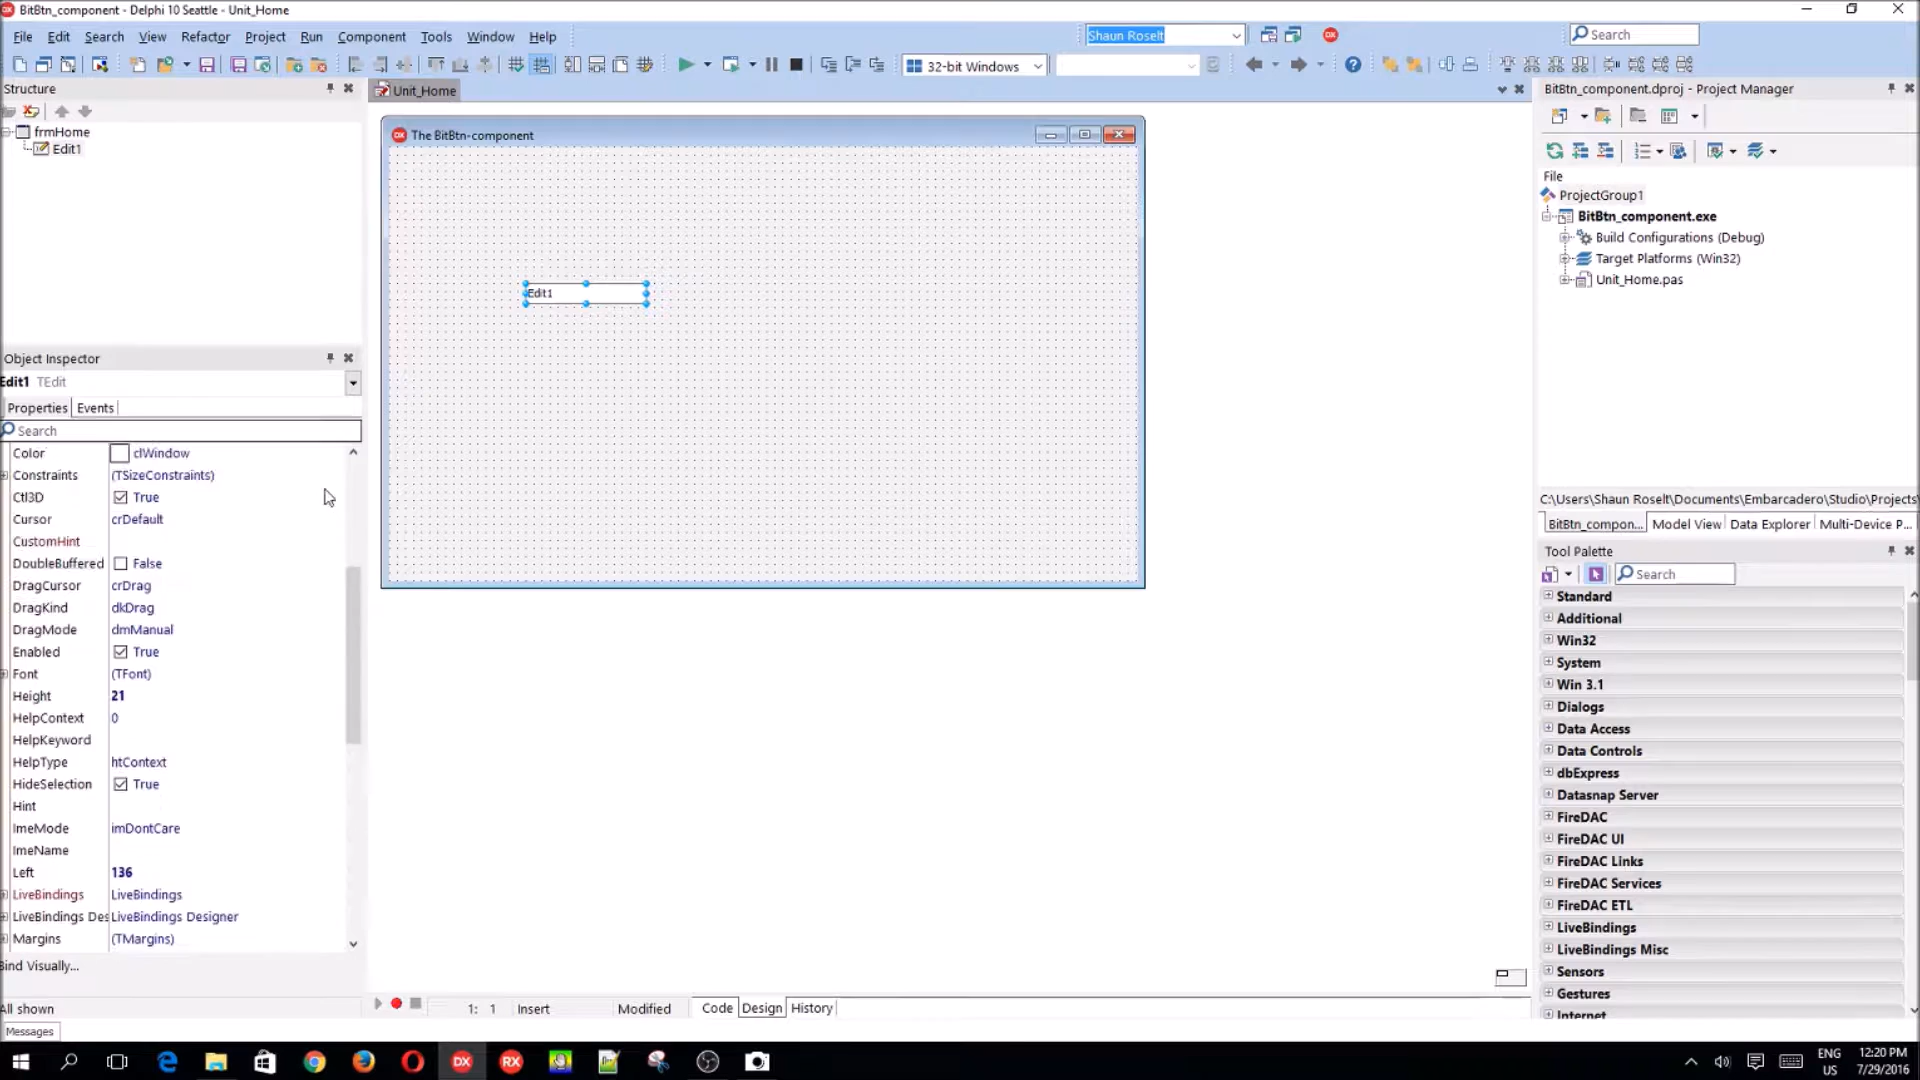 BitBtn_component - Delphi 10 Seattle - Unit_Home
File Edit Search View Refactor Project Run Component Tools Window Help
Shaun Roselt
Search
32-bit Windows
Structure
frmHome
Edit1
Object Inspector
Edit1 TEdit
Properties Events
Search
Color clWindow
Constraints (TSizeConstraints)
Ctl3D True
Cursor crDefault
CustomHint
DoubleBuffered False
DragCursor crDrag
DragKind dkDrag
DragMode dmManual
Enabled True
Font (TFont)
Height 21
HelpContext 0
HelpKeyword
HelpType htContext
HideSelection True
Hint
ImeMode imDontCare
ImeName
Left 136
LiveBindings LiveBindings
LiveBindings Des LiveBindings Designer
Margins (TMargins)
Bind Visually...
All shown
Messages
Unit_Home
The BitBtn-component
Edit1
1: 1 Insert Modified Code Design History
BitBtn_component.dproj - Project Manager
File
ProjectGroup1
BitBtn_component.exe
Build Configurations (Debug)
Target Platforms (Win32)
Unit_Home.pas
C:\Users\Shaun Roselt\Documents\Embarcadero\Studio\Projects\
BitBtn_compon... Model View Data Explorer Multi-Device P...
Tool Palette
Search
Standard
Additional
Win32
System
Win 3.1
Dialogs
Data Access
Data Controls
dbExpress
Datasnap Server
FireDAC
FireDAC UI
FireDAC Links
FireDAC Services
FireDAC ETL
LiveBindings
LiveBindings Misc
Sensors
Gestures
Internet
DX RX
ENG
US
12:20 PM
7/29/2016